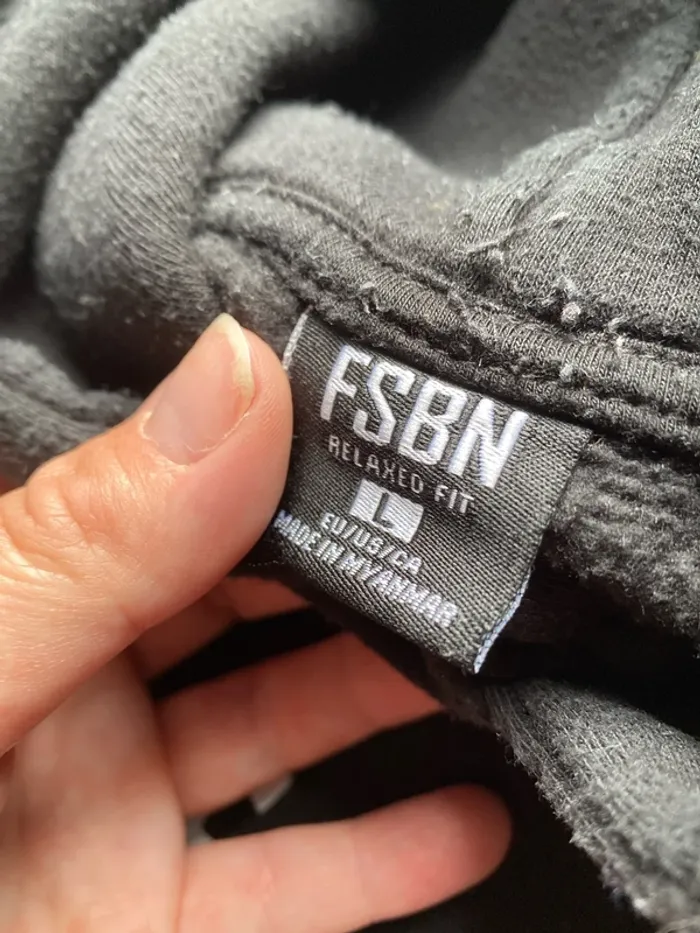 FSBN
RELAXED FIT
L
EU/US/CA
MADE IN MYANMAR